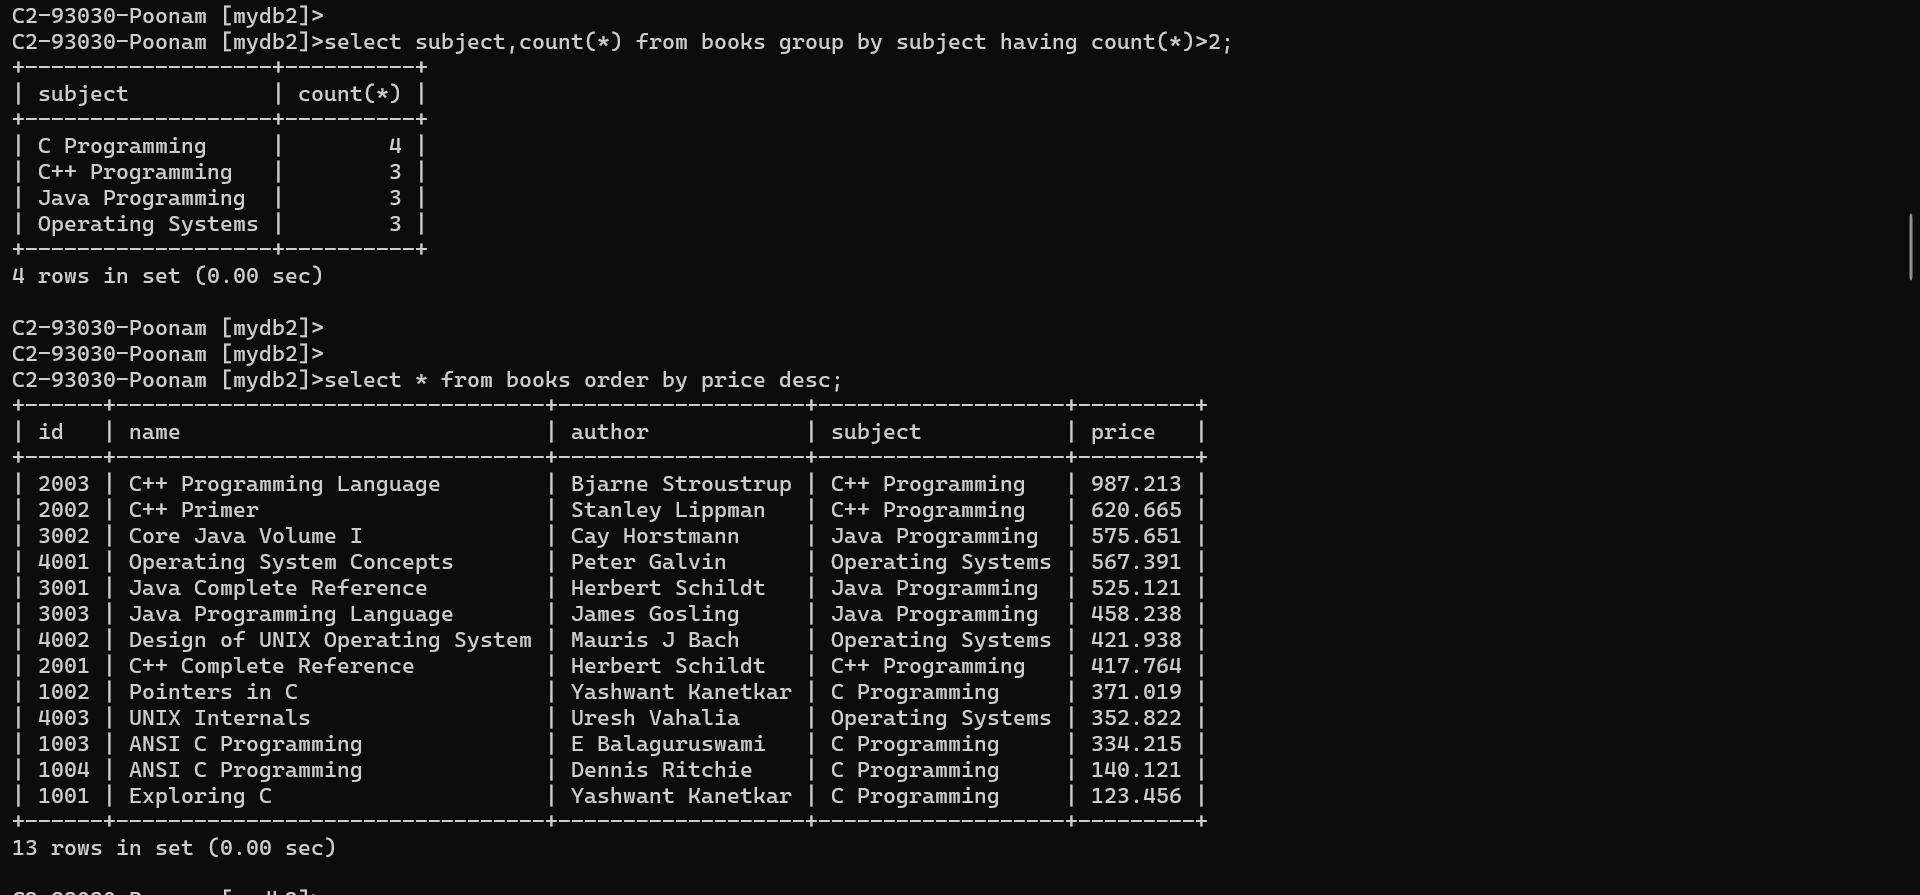 C2-93030-Poonam [mydb2]>
C2-93030-Poonam [mydb2]>select subject,count(*) from books group by subject having count(*)>2;
+-------------------+----------+
| subject           | count(*) |
+-------------------+----------+
| C Programming     |        4 |
| C++ Programming   |        3 |
| Java Programming  |        3 |
| Operating Systems |        3 |
+-------------------+----------+
4 rows in set (0.00 sec)

C2-93030-Poonam [mydb2]>
C2-93030-Poonam [mydb2]>
C2-93030-Poonam [mydb2]>select * from books order by price desc;
+------+---------------------------------+-------------------+-------------------+---------+
| id   | name                            | author            | subject           | price   |
+------+---------------------------------+-------------------+-------------------+---------+
| 2003 | C++ Programming Language        | Bjarne Stroustrup | C++ Programming   | 987.213 |
| 2002 | C++ Primer                      | Stanley Lippman   | C++ Programming   | 620.665 |
| 3002 | Core Java Volume I              | Cay Horstmann     | Java Programming  | 575.651 |
| 4001 | Operating System Concepts       | Peter Galvin      | Operating Systems | 567.391 |
| 3001 | Java Complete Reference         | Herbert Schildt   | Java Programming  | 525.121 |
| 3003 | Java Programming Language       | James Gosling     | Java Programming  | 458.238 |
| 4002 | Design of UNIX Operating System | Mauris J Bach     | Operating Systems | 421.938 |
| 2001 | C++ Complete Reference          | Herbert Schildt   | C++ Programming   | 417.764 |
| 1002 | Pointers in C                   | Yashwant Kanetkar | C Programming     | 371.019 |
| 4003 | UNIX Internals                  | Uresh Vahalia     | Operating Systems | 352.822 |
| 1003 | ANSI C Programming              | E Balaguruswami   | C Programming     | 334.215 |
| 1004 | ANSI C Programming              | Dennis Ritchie    | C Programming     | 140.121 |
| 1001 | Exploring C                     | Yashwant Kanetkar | C Programming     | 123.456 |
+------+---------------------------------+-------------------+-------------------+---------+
13 rows in set (0.00 sec)